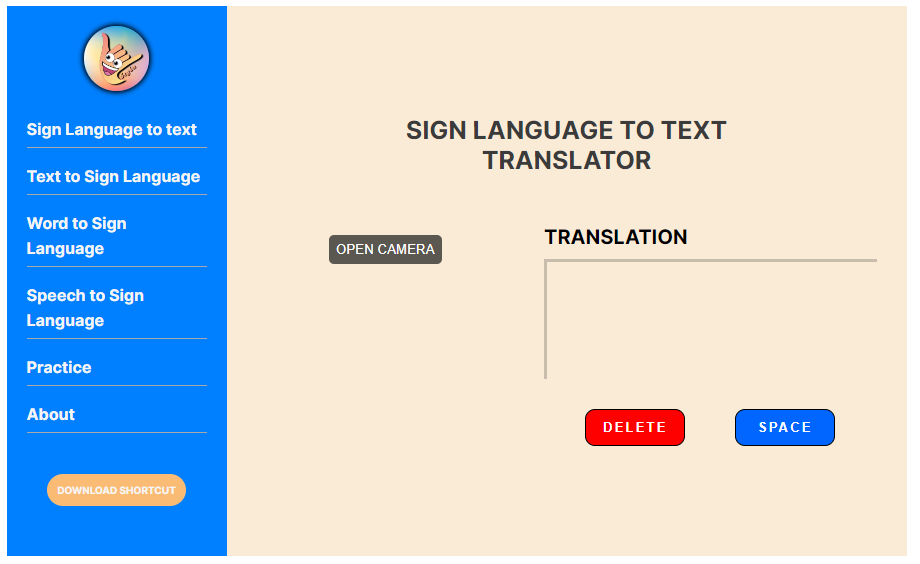 Sign Language to text
Text to Sign Language
Word to Sign
Language
Speech to Sign
Language
Practice
About
DOWNLOAD SHORTCUT
SIGN LANGUAGE TO TEXT
TRANSLATOR
OPEN CAMERA
TRANSLATION
DELETE
SPACE